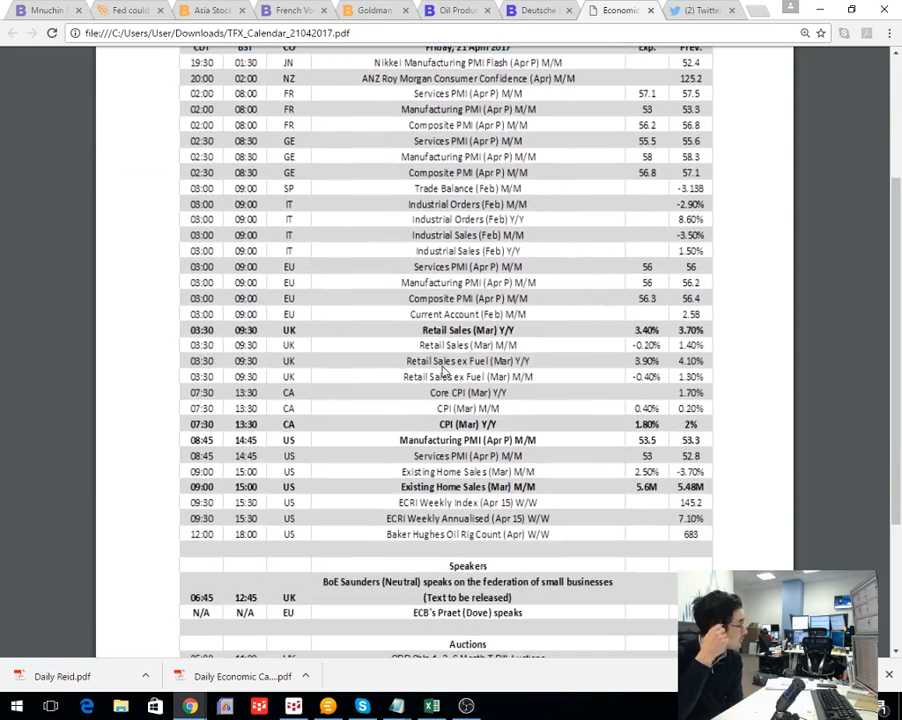 Mnuchin
Fed could
Asia Stock
French Vo
Goldman
Oil Produc
Deutsche
Economic
(2) Twitter
file:///C:/Users/User/Downloads/TFX_Calendar_21042017.pdf
CDT BST CO Friday, 21 April 2017 Exp. Prev.
19:30 01:30 JN Nikkei Manufacturing PMI Flash (Apr P) M/M 52.4
20:00 02:00 NZ ANZ Roy Morgan Consumer Confidence (Apr) M/M 125.2
02:00 08:00 FR Services PMI (Apr P) M/M 57.1 57.5
02:00 08:00 FR Manufacturing PMI (Apr P) M/M 53 53.3
02:00 08:00 FR Composite PMI (Apr P) M/M 56.2 56.8
02:30 08:30 GE Services PMI (Apr P) M/M 55.5 55.6
02:30 08:30 GE Manufacturing PMI (Apr P) M/M 58 58.3
02:30 08:30 GE Composite PMI (Apr P) M/M 56.8 57.1
03:00 09:00 SP Trade Balance (Feb) M/M -3.13B
03:00 09:00 IT Industrial Orders (Feb) M/M -2.90%
03:00 09:00 IT Industrial Orders (Feb) Y/Y 8.60%
03:00 09:00 IT Industrial Sales (Feb) M/M -3.50%
03:00 09:00 IT Industrial Sales (Feb) Y/Y 1.50%
03:00 09:00 EU Services PMI (Apr P) M/M 56 56
03:00 09:00 EU Manufacturing PMI (Apr P) M/M 56 56.2
03:00 09:00 EU Composite PMI (Apr P) M/M 56.3 56.4
03:00 09:00 EU Current Account (Feb) M/M 2.5B
03:30 09:30 UK Retail Sales (Mar) Y/Y 3.40% 3.70%
03:30 09:30 UK Retail Sales (Mar) M/M -0.20% 1.40%
03:30 09:30 UK Retail Sales ex Fuel (Mar) Y/Y 3.90% 4.10%
03:30 09:30 UK Retail Sales ex Fuel (Mar) M/M -0.40% 1.30%
07:30 13:30 CA Core CPI (Mar) Y/Y 1.70%
07:30 13:30 CA CPI (Mar) M/M 0.40% 0.20%
07:30 13:30 CA CPI (Mar) Y/Y 1.80% 2%
08:45 14:45 US Manufacturing PMI (Apr P) M/M 53.5 53.3
08:45 14:45 US Services PMI (Apr P) M/M 53 52.8
09:00 15:00 US Existing Home Sales (Mar) M/M 2.50% -3.70%
09:00 15:00 US Existing Home Sales (Mar) M/M 5.6M 5.48M
09:30 15:30 US ECRI Weekly Index (Apr 15) W/W 145.2
09:30 15:30 US ECRI Weekly Annualised (Apr 15) W/W 7.10%
12:00 18:00 US Baker Hughes Oil Rig Count (Apr) W/W 683
Speakers
BoE Saunders (Neutral) speaks on the federation of small businesses
06:45 12:45 UK (Text to be released)
N/A N/A EU ECB's Praet (Dove) speaks
Auctions
Daily Reid.pdf
Daily Economic Ca....pdf